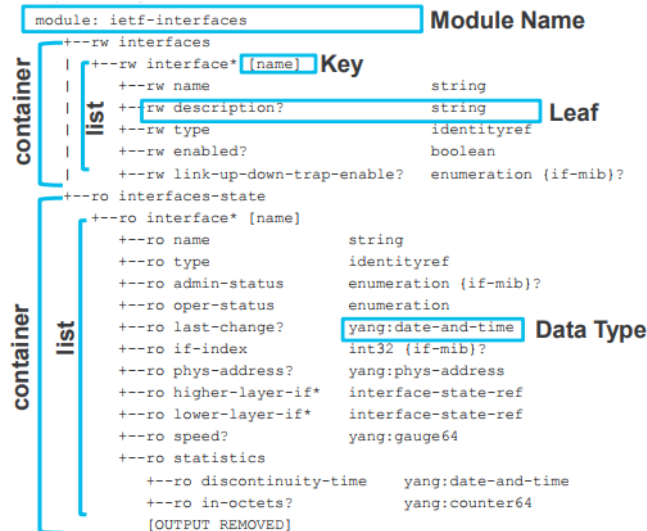 module: ietf-interfaces Module Name
+--rw interfaces
| +--rw interface* [name] Key
| +--rw name string
| +--rw description? string Leaf
| +--rw type identityref
| +--rw enabled? boolean
| +--rw link-up-down-trap-enable? enumeration {if-mib}?
container
list
+--ro interfaces-state
+--ro interface* [name]
+--ro name string
+--ro type identityref
+--ro admin-status enumeration {if-mib}?
+--ro oper-status enumeration
+--ro last-change? yang:date-and-time Data Type
+--ro if-index int32 {if-mib}?
+--ro phys-address? yang:phys-address
+--ro higher-layer-if* interface-state-ref
+--ro lower-layer-if* interface-state-ref
+--ro speed? yang:gauge64
+--ro statistics
+--ro discontinuity-time yang:date-and-time
+--ro in-octets? yang:counter64
[OUTPUT REMOVED]
container
list